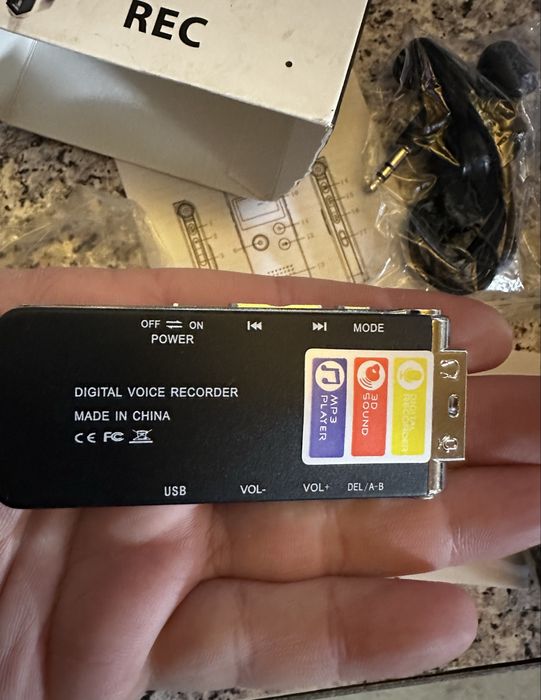 REC
OFF ⇌ ON
POWER
MODE
DIGITAL VOICE RECORDER
MADE IN CHINA
CE FC
MP3 PLAYER
3D SOUND
DIGITAL RECORDER
USB
VOL-
VOL+
DEL/A-B